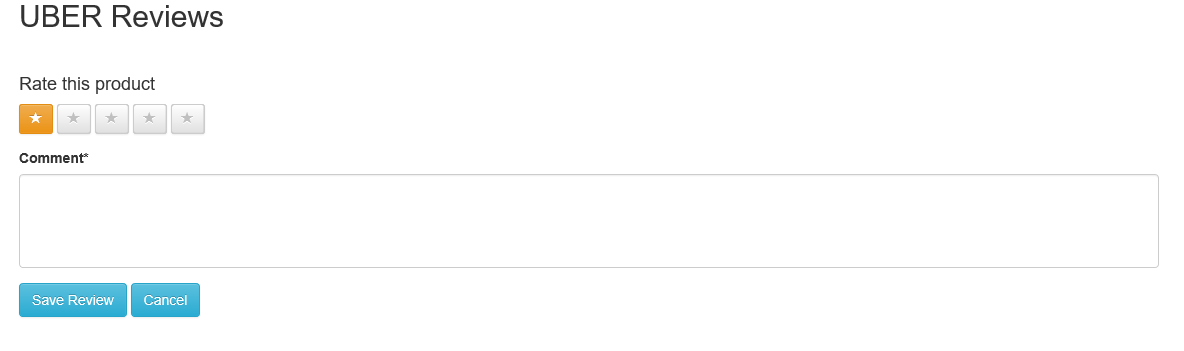 UBER Reviews
Rate this product
Comment*
Save Review Cancel